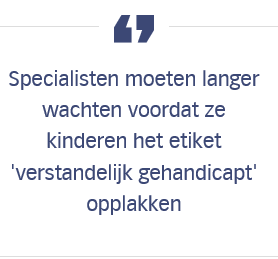 Specialisten moeten langer
wachten voordat ze
kinderen het etiket
'verstandelijk gehandicapt'
opplakken